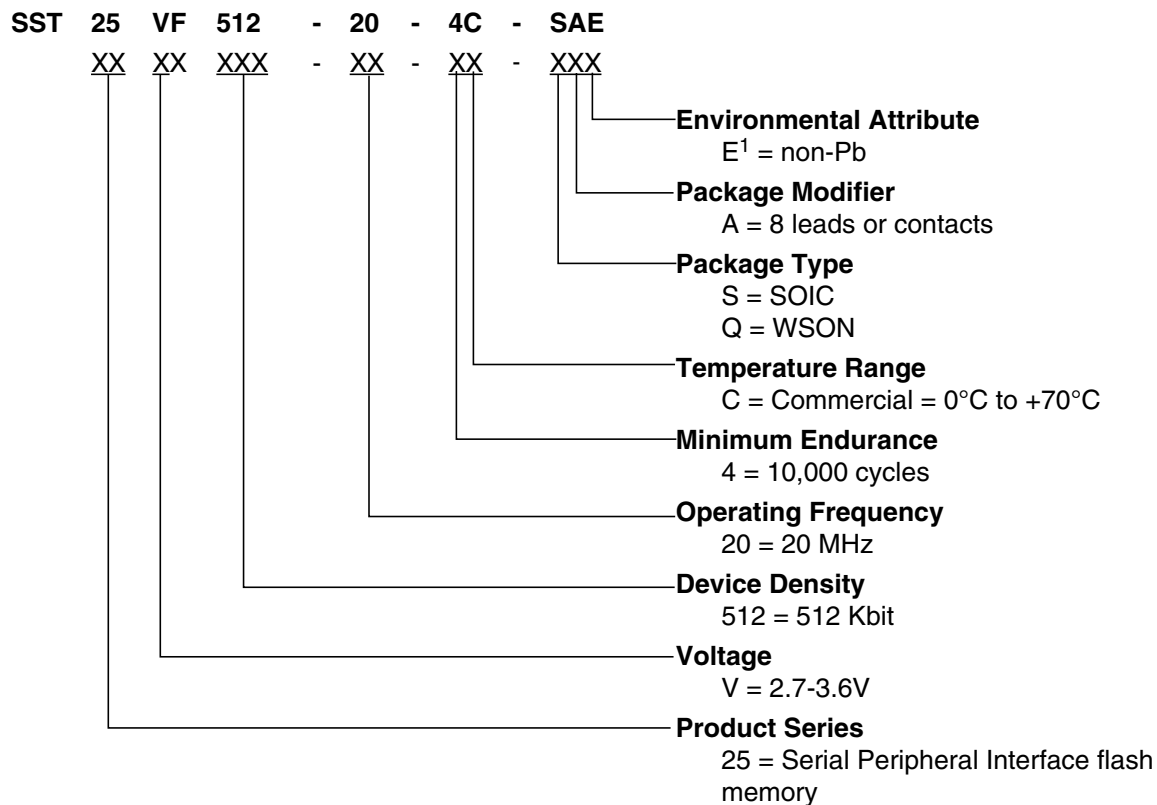 SST 25 VF 512 - 20 - 4C - SAE
XX XX XXX - XX - XX - XXX
Environmental Attribute
E¹ = non-Pb
Package Modifier
A = 8 leads or contacts
Package Type
S = SOIC
Q = WSON
Temperature Range
C = Commercial = 0°C to +70°C
Minimum Endurance
4 = 10,000 cycles
Operating Frequency
20 = 20 MHz
Device Density
512 = 512 Kbit
Voltage
V = 2.7-3.6V
Product Series
25 = Serial Peripheral Interface flash
memory